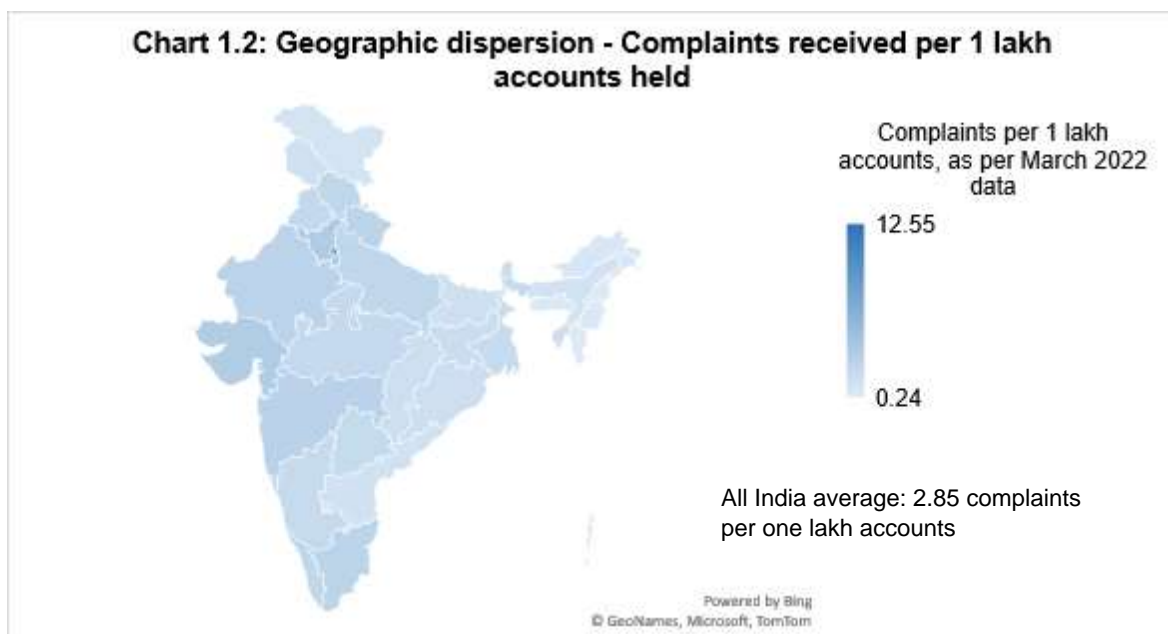 Chart 1.2: Geographic dispersion - Complaints received per 1 lakh
accounts held
Complaints per 1 lakh
accounts, as per March 2022
data
12.55
0.24
All India average: 2.85 complaints
per one lakh accounts
Powered by Bing
© GeoNames, Microsoft, TomTom